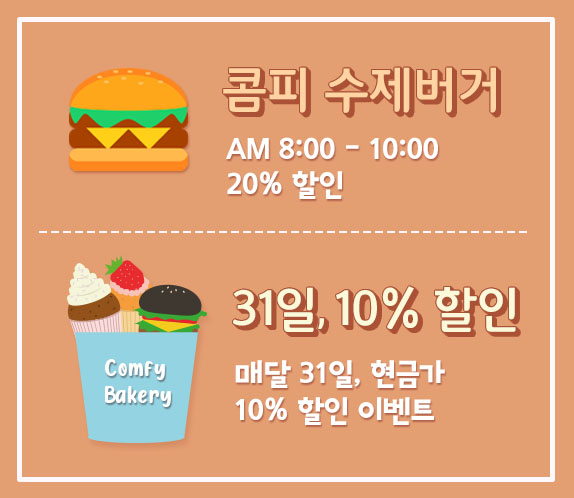 콤피 수제버거
AM 8:00 - 10:00
20% 할인
31일, 10% 할인
매달 31일, 현금가
10% 할인 이벤트
Comfy
Bakery